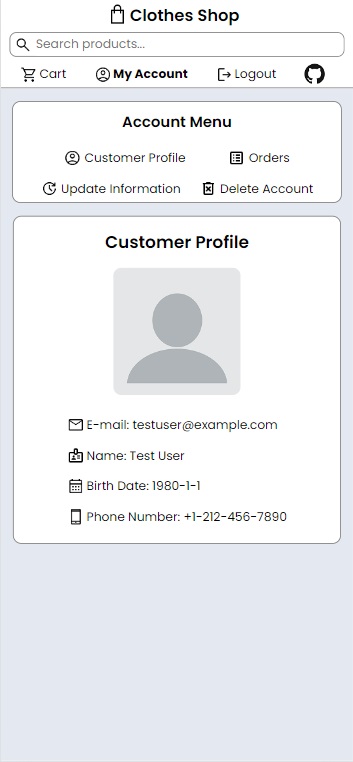 Clothes Shop
Search products...
Cart My Account Logout
Account Menu
Customer Profile Orders
Update Information Delete Account
Customer Profile
E-mail: testuser@example.com
Name: Test User
Birth Date: 1980-1-1
Phone Number: +1-212-456-7890